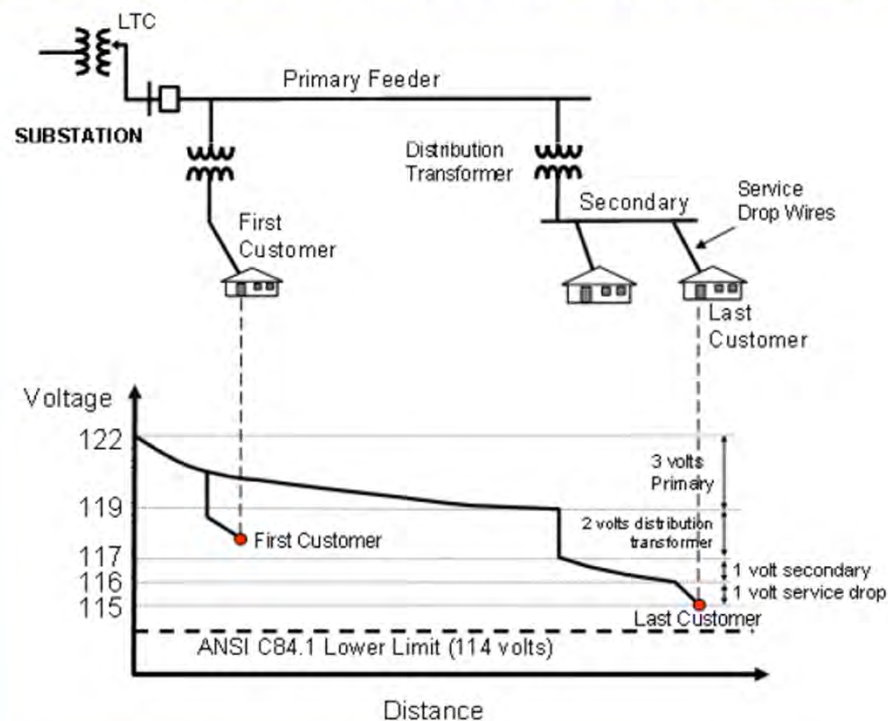 LTC
Primary Feeder
SUBSTATION
Distribution
Transformer
Secondary
Service
Drop Wires
First
Customer
Last
Customer
Voltage
122
119
117
116
115
3 volts
Primary
2 volts distribution
transformer
1 volt secondary
1 volt service drop
First Customer
Last Customer
ANSI C84.1 Lower Limit (114 volts)
Distance